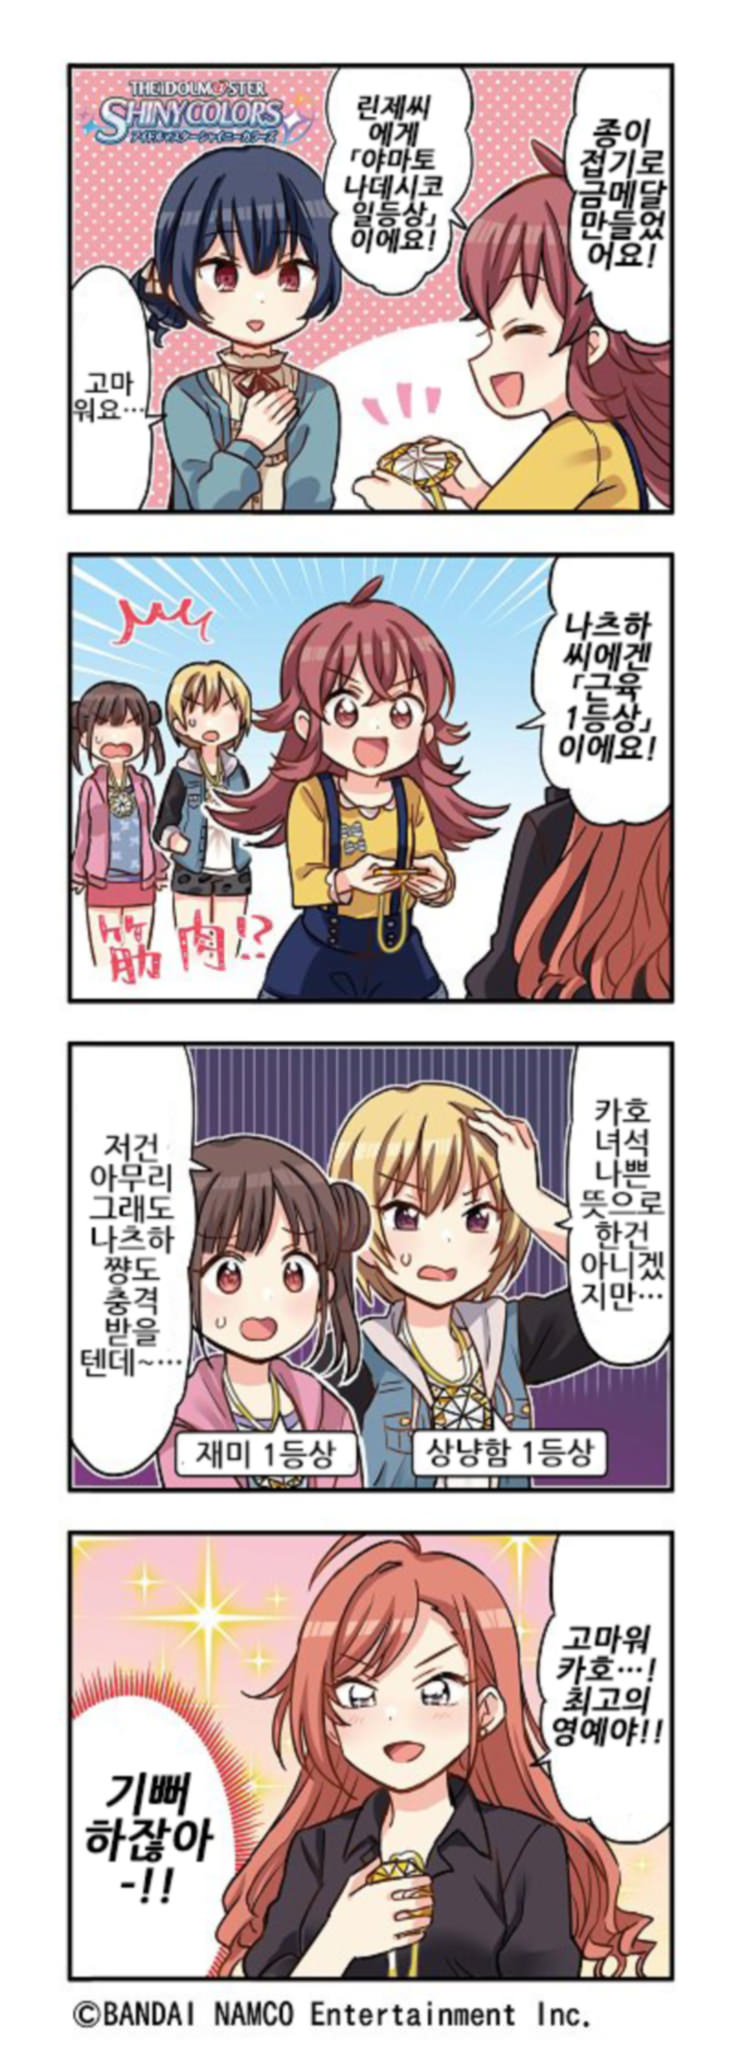 THE iDOLM@STER
SHINY COLORS
アイドルマスターシャイニーカラーズ
종이
접기로
금메달
만들었
어요!
린제씨
에게
「야마토
나데시코
일등상」
이에요!
고마
워요…
나츠하
씨에겐
「근육
1등상」
이에요!
筋肉!?
카호
녀석
나쁜
뜻으로
한건
아니겠
지만…
저건
아무리
그래도
나츠하
쨩도
충격
받을
텐데~…
재미 1등상
상냥함 1등상
고마워
카호…!
최고의
영예야!!
기뻐
하잖아
-!!
©BANDAI NAMCO Entertainment Inc.